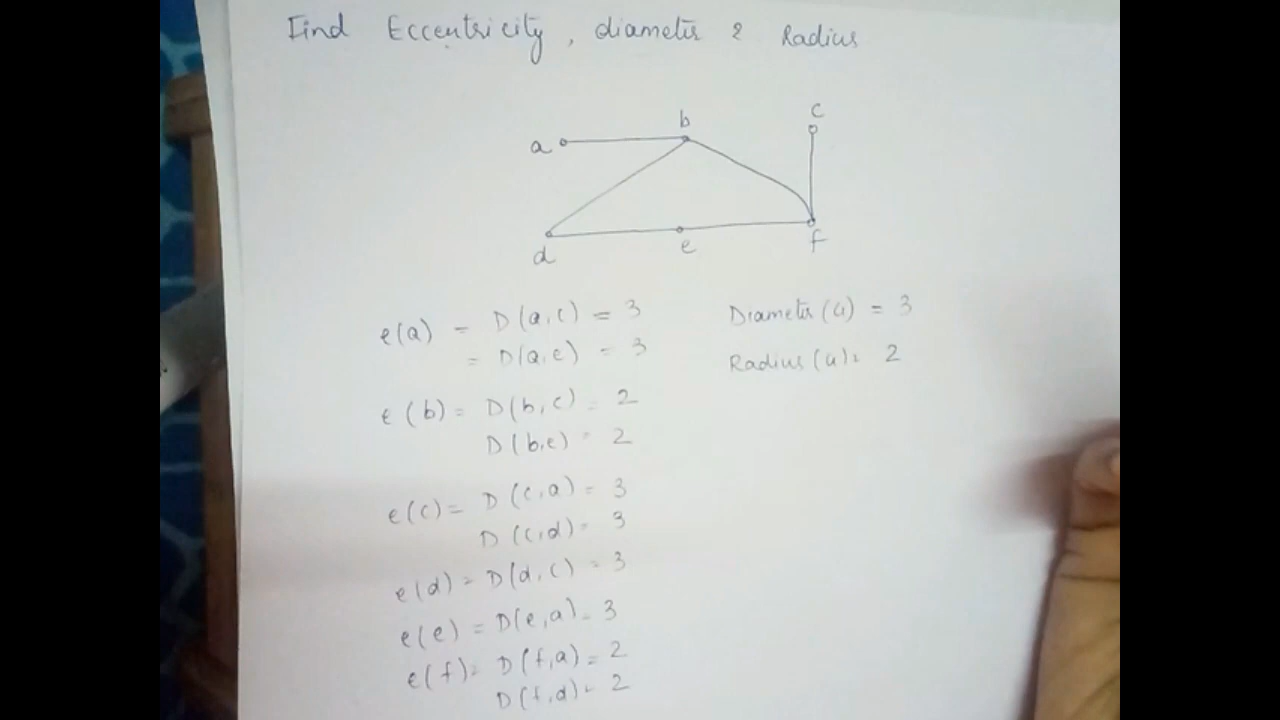 Find Eccentricity, diameter & Radius
a
b
c
d
e
f
e(a) = D(a,c) = 3
= D(a,e) = 3
e(b) = D(b,c) = 2
D(b,e) = 2
e(c) = D(c,a) = 3
D(c,d) = 3
e(d) = D(d,c) = 3
e(e) = D(e,a) = 3
e(f) = D(f,a) = 2
D(f,d) = 2
Diameter(G) = 3
Radius(G) = 2